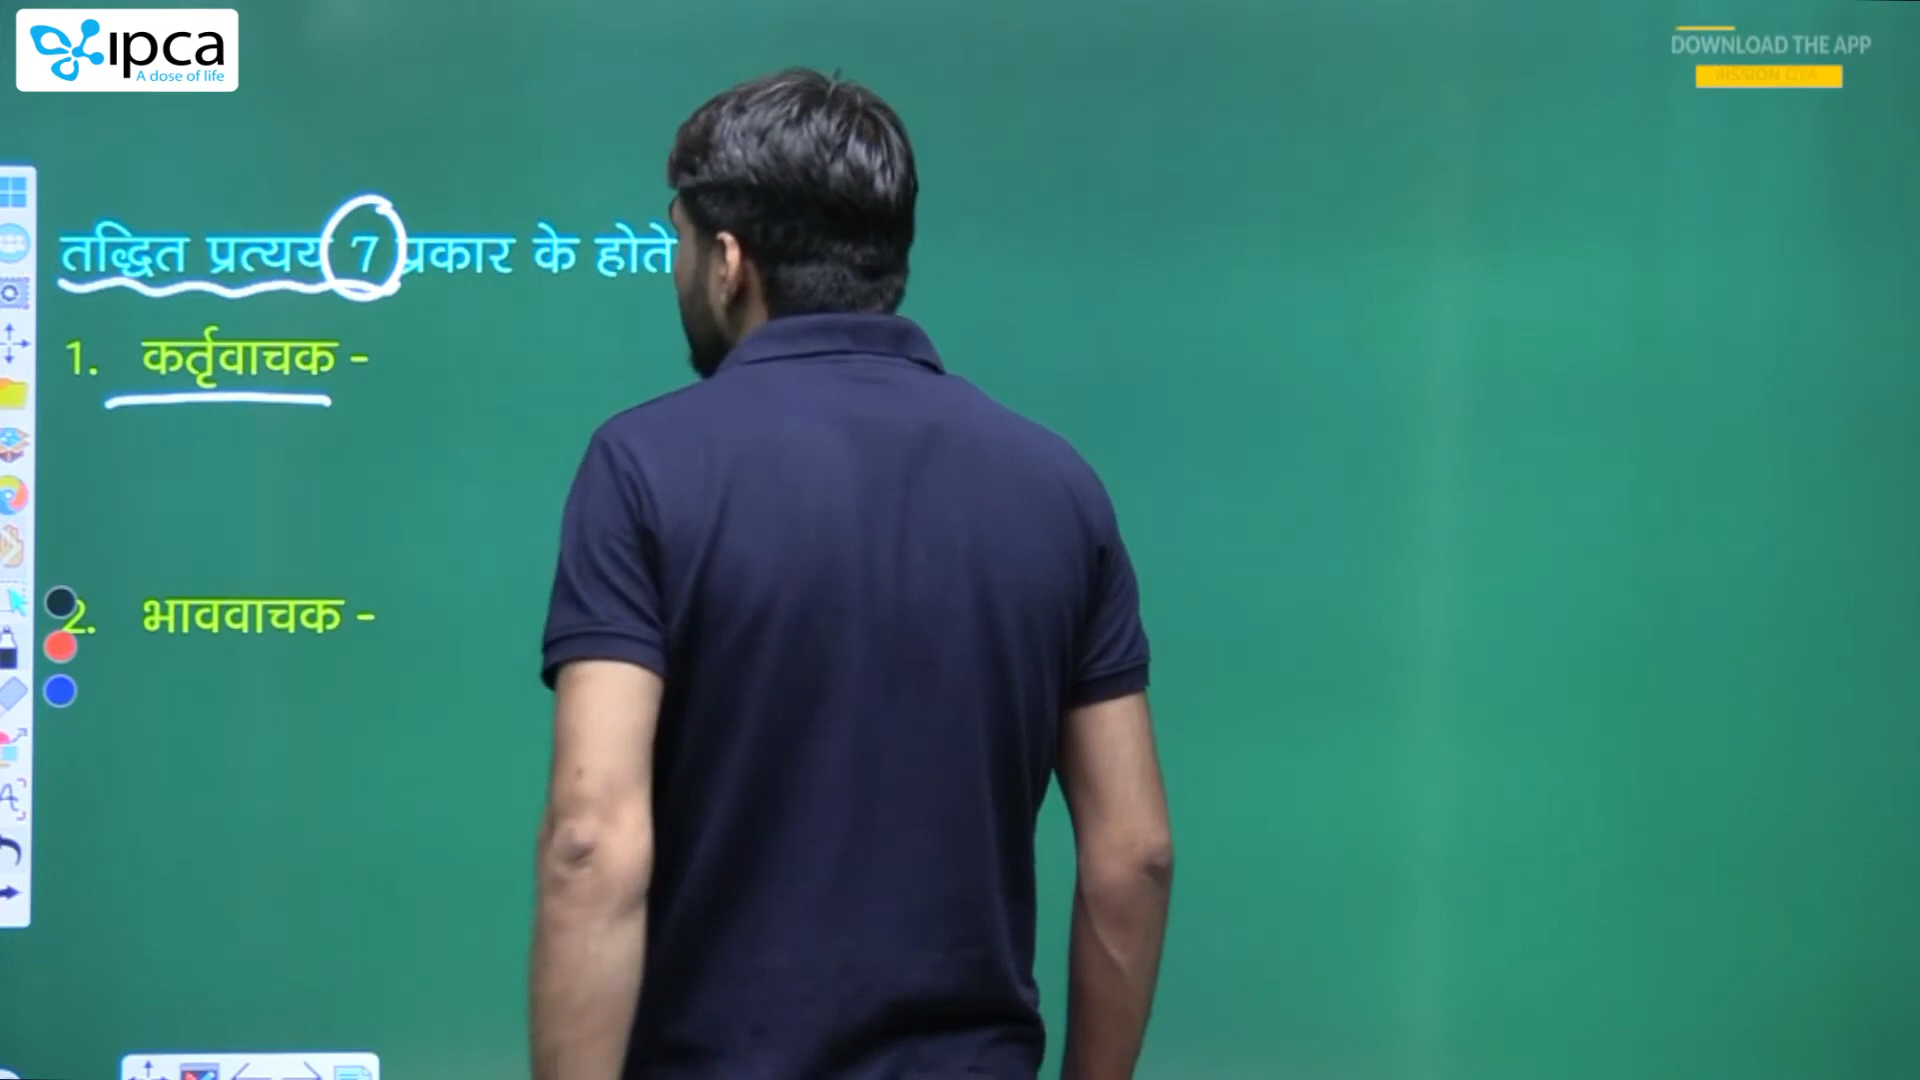 ipca
A dose of life
DOWNLOAD THE APP
तद्धित प्रत्यय 7 प्रकार के होते
1. कर्तृवाचक -
2. भाववाचक -